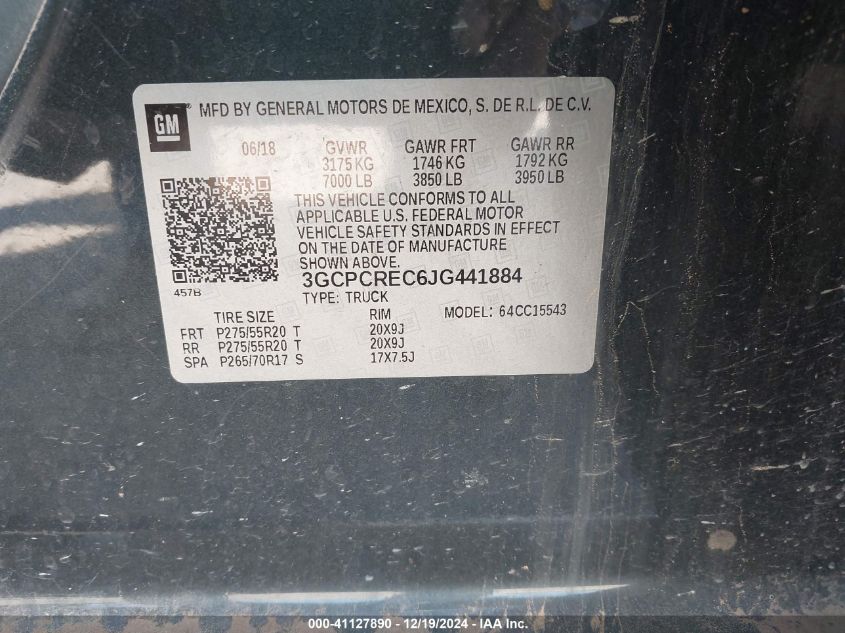 GM
MFD BY GENERAL MOTORS DE MEXICO, S. DE R.L. DE C.V.
06/18 GVWR GAWR FRT GAWR RR
3175 KG 1746 KG 1792 KG
7000 LB 3850 LB 3950 LB
THIS VEHICLE CONFORMS TO ALL
APPLICABLE U.S. FEDERAL MOTOR
VEHICLE SAFETY STANDARDS IN EFFECT
ON THE DATE OF MANUFACTURE
SHOWN ABOVE.
457B
3GCPCREC6JG441884
TYPE: TRUCK
TIRE SIZE RIM MODEL: 64CC15543
FRT P275/55R20 T 20X9J
RR P275/55R20 T 20X9J
SPA P265/70R17 S 17X7.5J
000-41127890 - 12/19/2024 - IAA Inc.